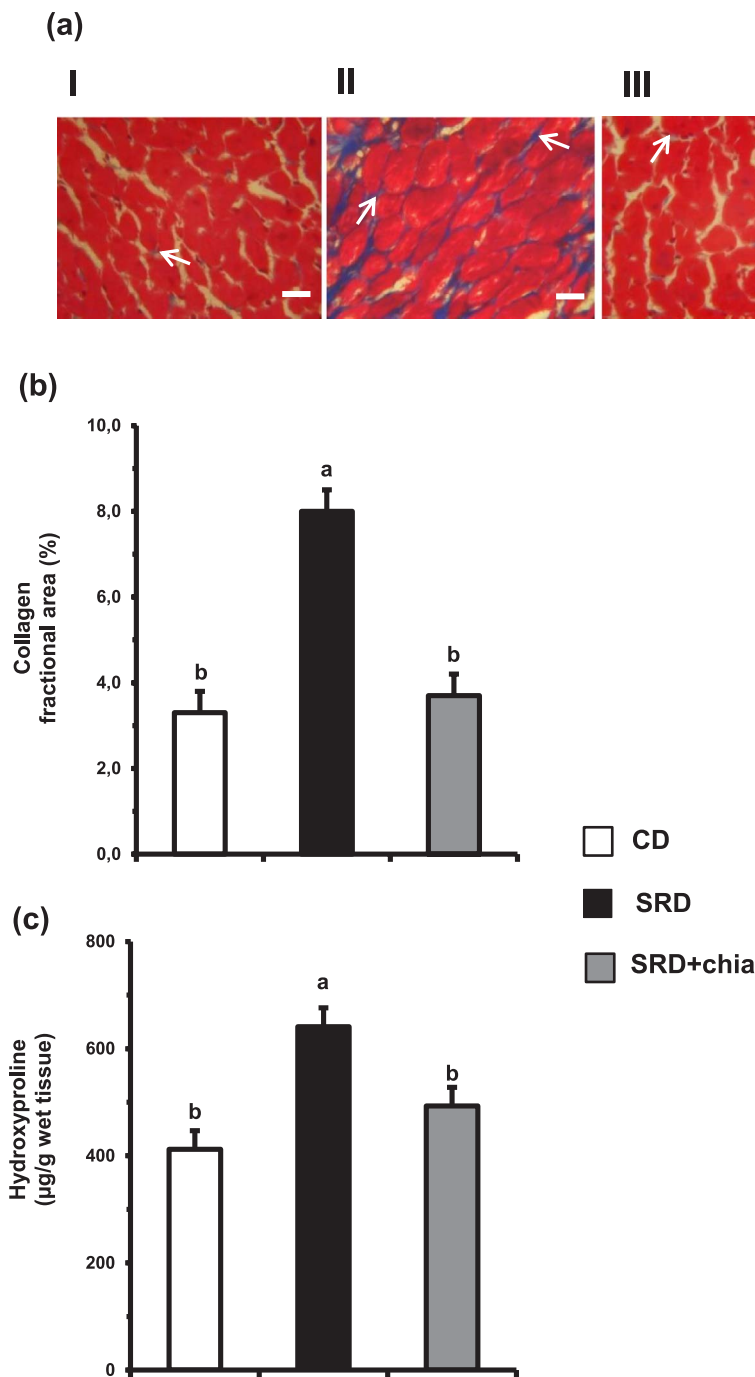 (a)
I II III
(b)
Collagen
fractional area (%)
10,0
8,0
6,0
4,0
2,0
0,0
b
a
b
CD
SRD
SRD+chia
(c)
Hydroxyproline
(µg/g wet tissue)
800
600
400
200
0
b
a
b